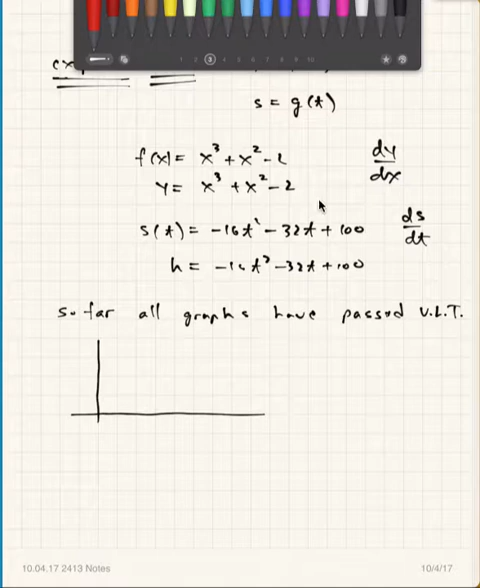 s = g(t)
f(x) = x³ + x² - 2
dy/dx
y = x³ + x² - 2
s(t) = -16t² - 32t + 100
ds/dt
h = -16t² - 32t + 100
so far all graphs have passed V.L.T.
10.04.17 2413 Notes
10/4/17